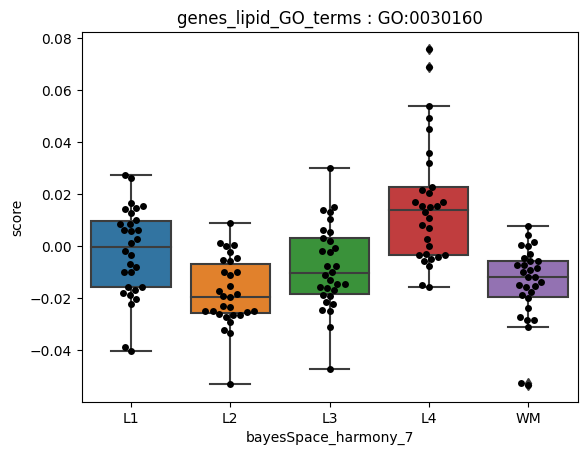 genes_lipid_GO_terms : GO:0030160
0.08
0.06
0.04
0.02
0.00
−0.02
−0.04
score
L1 L2 L3 L4 WM
bayesSpace_harmony_7